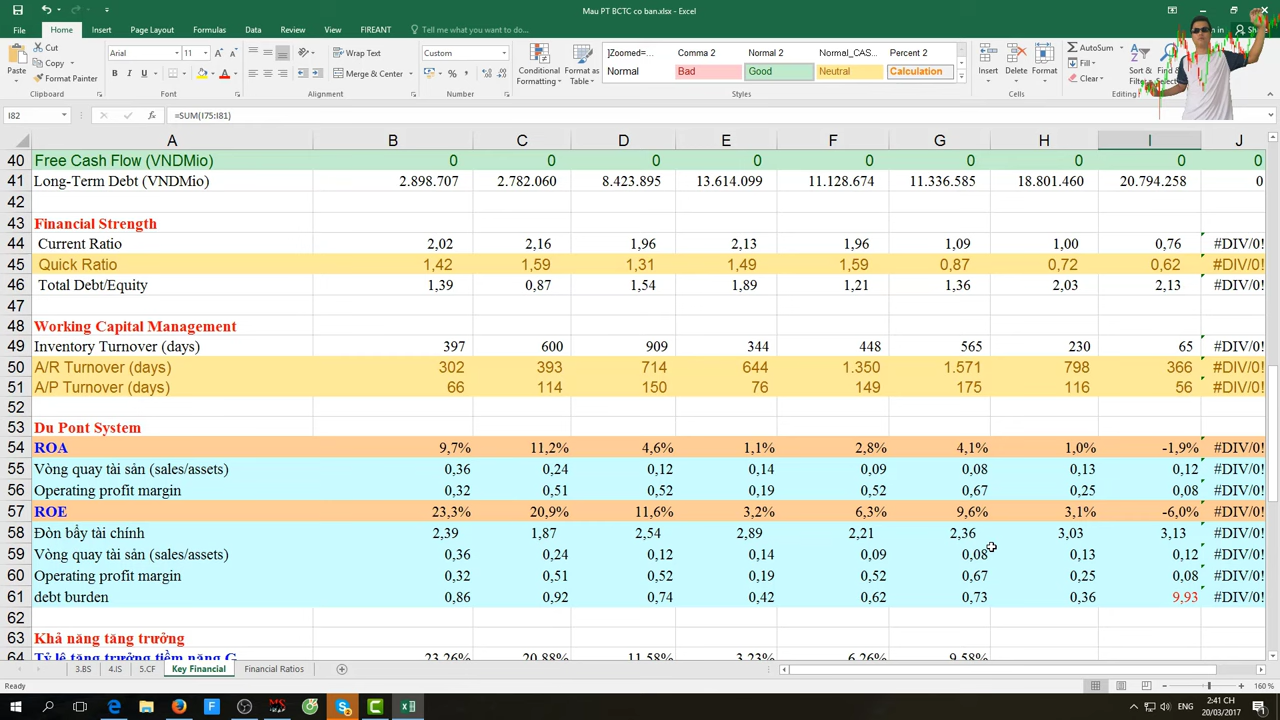 Mau PT BCTC co ban.xlsx - Excel
File Home Insert Page Layout Formulas Data Review View FIREANT Tell me what you want to do...
Cut
Copy
Format Painter
Paste
Clipboard
Arial 11
B I U
Font
Wrap Text
Merge & Center
Alignment
Custom
Number
Conditional Formatting
Format as Table
]Zoomed=... Comma 2 Normal 2 Normal_CAS... Percent 2
Normal Bad Good Neutral Calculation
Styles
Insert Delete Format
Cells
AutoSum
Fill
Clear
Sort &
Editing
I82 =SUM(I75:I81)
A B C D E F G H I J
40 Free Cash Flow (VNDMio) 0 0 0 0 0 0 0 0
41 Long-Term Debt (VNDMio) 2.898.707 2.782.060 8.423.895 13.614.099 11.128.674 11.336.585 18.801.460 20.794.258 0
42
43 Financial Strength
44 Current Ratio 2,02 2,16 1,96 2,13 1,96 1,09 1,00 0,76 #DIV/0!
45 Quick Ratio 1,42 1,59 1,31 1,49 1,59 0,87 0,72 0,62 #DIV/0!
46 Total Debt/Equity 1,39 0,87 1,54 1,89 1,21 1,36 2,03 2,13 #DIV/0!
47
48 Working Capital Management
49 Inventory Turnover (days) 397 600 909 344 448 565 230 65 #DIV/0!
50 A/R Turnover (days) 302 393 714 644 1.350 1.571 798 366 #DIV/0!
51 A/P Turnover (days) 66 114 150 76 149 175 116 56 #DIV/0!
52
53 Du Pont System
54 ROA 9,7% 11,2% 4,6% 1,1% 2,8% 4,1% 1,0% -1,9% #DIV/0!
55 Vòng quay tài sản (sales/assets) 0,36 0,24 0,12 0,14 0,09 0,08 0,13 0,12 #DIV/0!
56 Operating profit margin 0,32 0,51 0,52 0,19 0,52 0,67 0,25 0,08 #DIV/0!
57 ROE 23,3% 20,9% 11,6% 3,2% 6,3% 9,6% 3,1% -6,0% #DIV/0!
58 Đòn bẩy tài chính 2,39 1,87 2,54 2,89 2,21 2,36 3,03 3,13 #DIV/0!
59 Vòng quay tài sản (sales/assets) 0,36 0,24 0,12 0,14 0,09 0,08 0,13 0,12 #DIV/0!
60 Operating profit margin 0,32 0,51 0,52 0,19 0,52 0,67 0,25 0,08 #DIV/0!
61 debt burden 0,86 0,92 0,74 0,42 0,62 0,73 0,36 9,93 #DIV/0!
62
63 Khả năng tăng trưởng
64 Tỷ lệ tăng trưởng tiềm năng G 23,26% 20,88% 11,58% 3,23% 6,26% 9,58%
3.BS 4.IS 5.CF Key Financial Financial Ratios
Ready 160 %
ENG 2:41 CH
20/03/2017